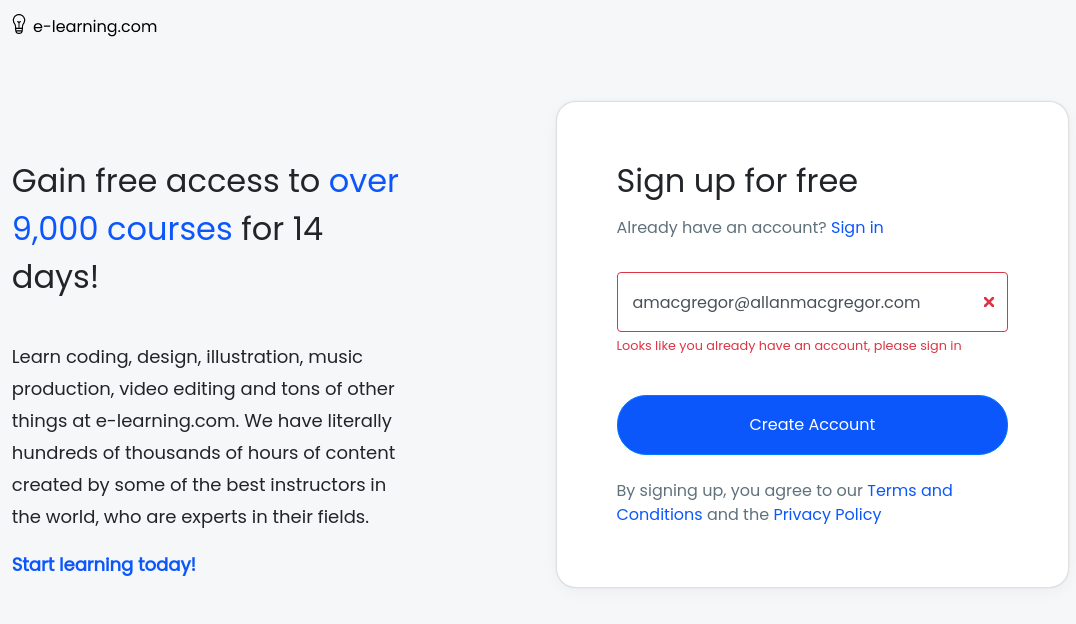 e-learning.com
Gain free access to over
9,000 courses for 14
days!
Learn coding, design, illustration, music
production, video editing and tons of other
things at e-learning.com. We have literally
hundreds of thousands of hours of content
created by some of the best instructors in
the world, who are experts in their fields.
Start learning today!
Sign up for free
Already have an account? Sign in
amacgregor@allanmacgregor.com
Looks like you already have an account, please sign in
Create Account
By signing up, you agree to our Terms and
Conditions and the Privacy Policy